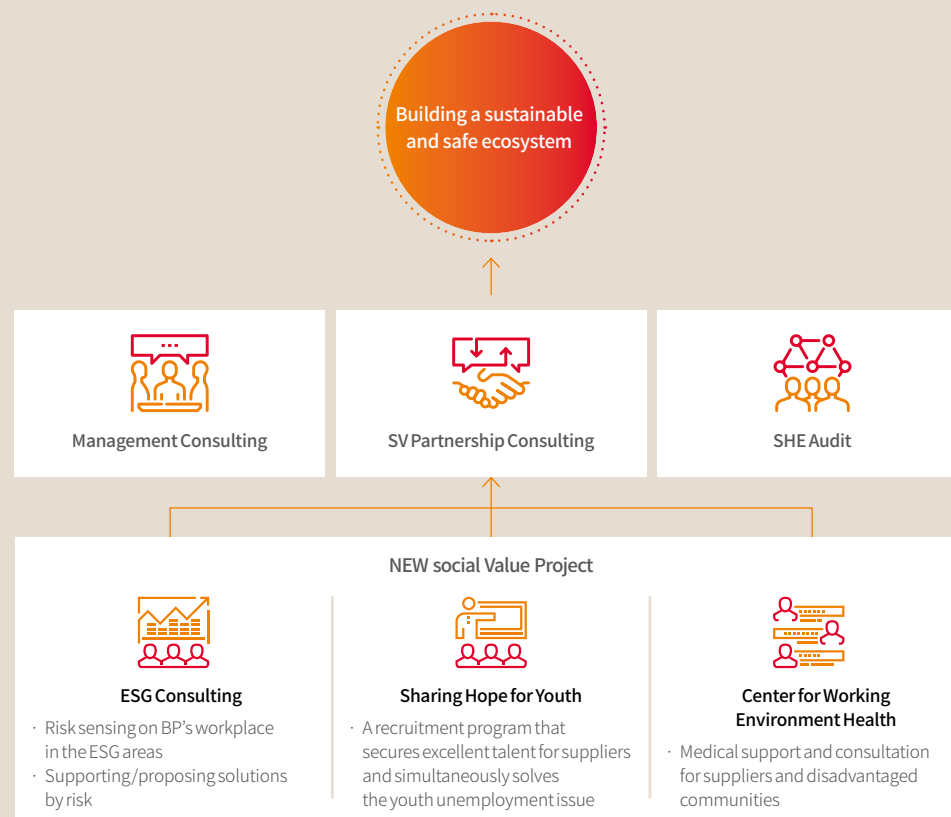 Building a sustainable
and safe ecosystem
Management Consulting
SV Partnership Consulting
SHE Audit
NEW social Value Project
ESG Consulting
· Risk sensing on BP's workplace
in the ESG areas
· Supporting/proposing solutions
by risk
Sharing Hope for Youth
· A recruitment program that
secures excellent talent for suppliers
and simultaneously solves
the youth unemployment issue
Center for Working
Environment Health
· Medical support and consultation
for suppliers and disadvantaged
communities